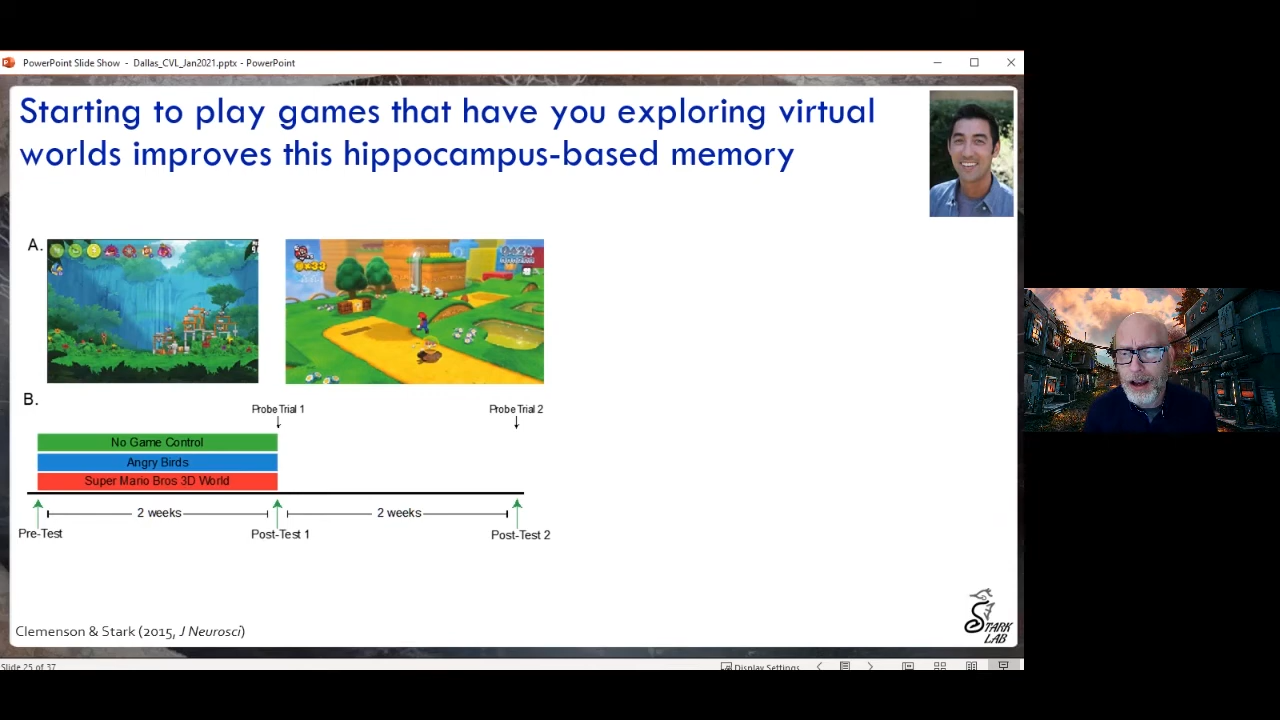 PowerPoint Slide Show - Dallas_CVL_Jan2021.pptx - PowerPoint
Starting to play games that have you exploring virtual
worlds improves this hippocampus-based memory
A.
B.
Probe Trial 1
Probe Trial 2
No Game Control
Angry Birds
Super Mario Bros 3D World
2 weeks
2 weeks
Pre-Test
Post-Test 1
Post-Test 2
STARK
LAB
Clemenson & Stark (2015, J Neurosci)
Slide 25 of 37
Display Settings